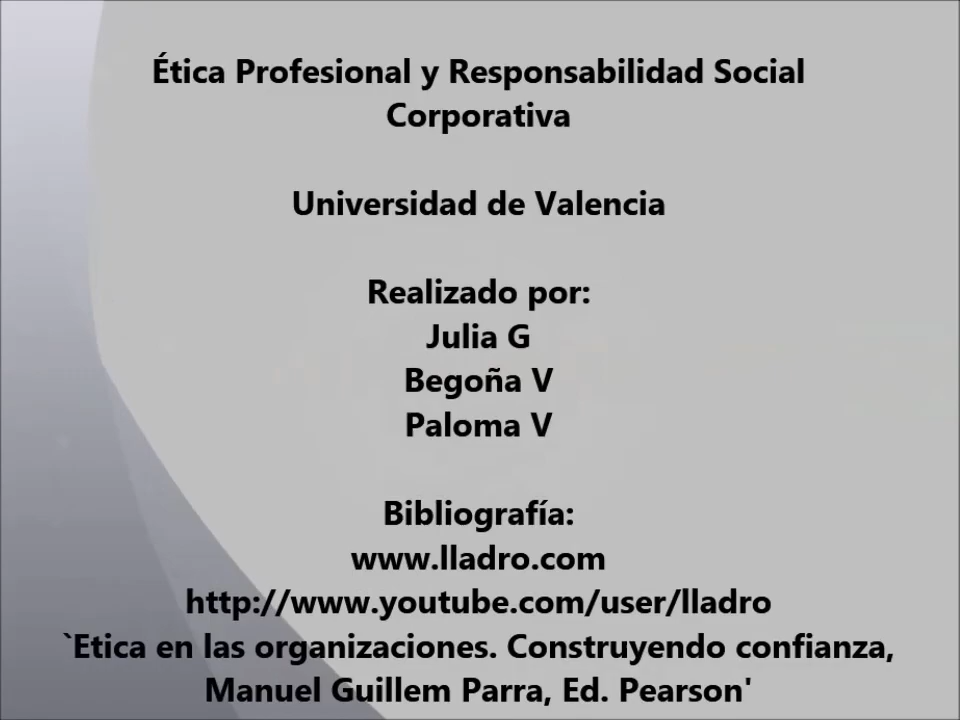 Ética Profesional y Responsabilidad Social
Corporativa
Universidad de Valencia
Realizado por:
Julia G
Begoña V
Paloma V
Bibliografía:
www.lladro.com
http://www.youtube.com/user/lladro
`Etica en las organizaciones. Construyendo confianza,
Manuel Guillem Parra, Ed. Pearson'